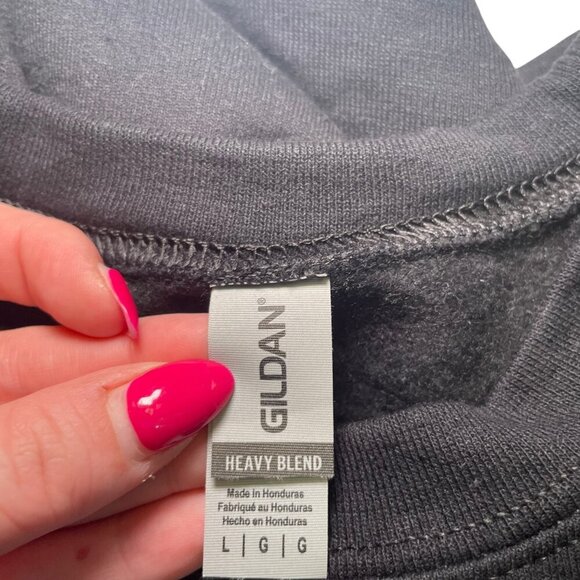 GILDAN®
HEAVY BLEND
Made in Honduras
Fabriqué au Honduras
Hecho en Honduras
L | G | G